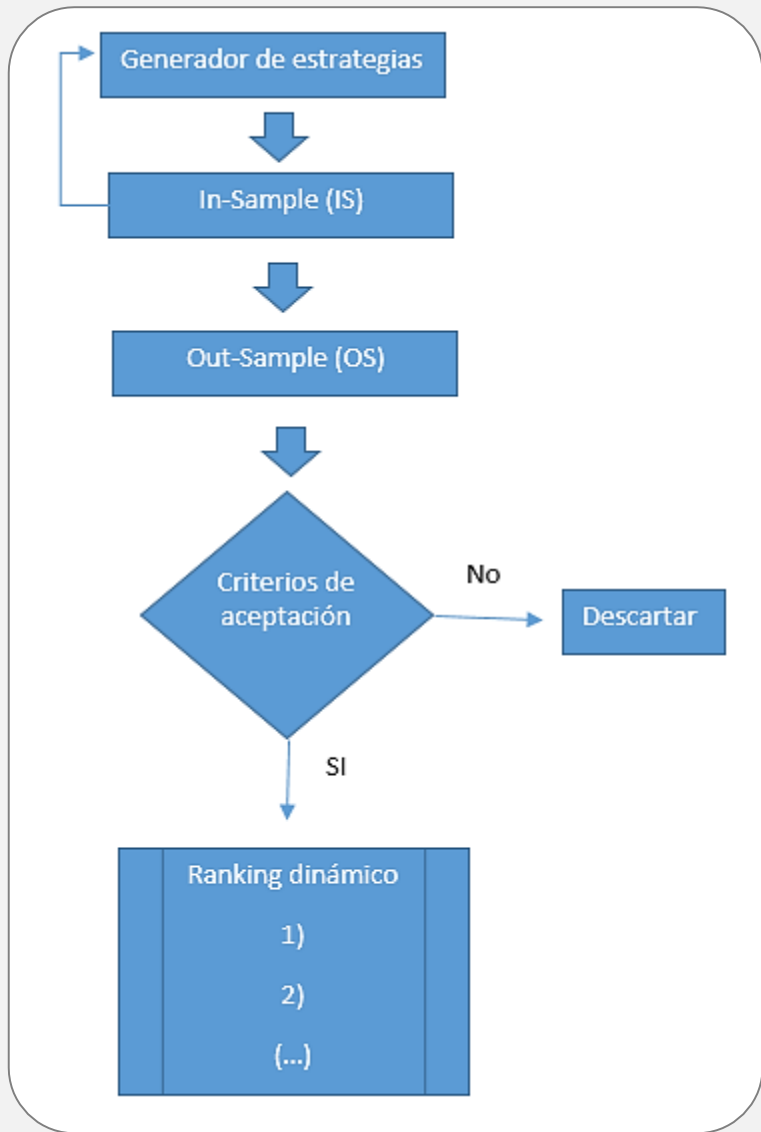 Generador de estrategias
In-Sample (IS)
Out-Sample (OS)
Criterios de
aceptación
No
Descartar
SI
Ranking dinámico
1)
2)
(...)